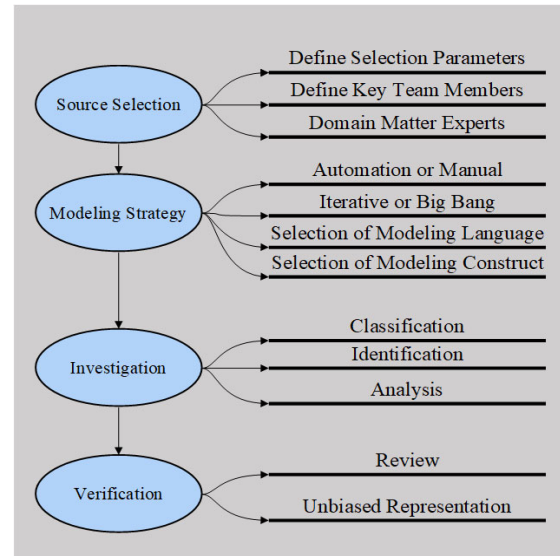 Source Selection
Define Selection Parameters
Define Key Team Members
Domain Matter Experts
Modeling Strategy
Automation or Manual
Iterative or Big Bang
Selection of Modeling Language
Selection of Modeling Construct
Investigation
Classification
Identification
Analysis
Verification
Review
Unbiased Representation